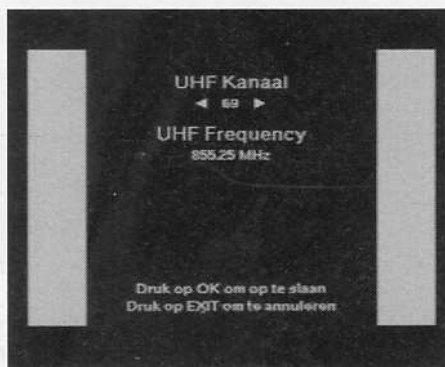 UHF Kanaal
◄ 69 ►
UHF Frequency
855.25 MHz
Druk op OK om op te slaan
Druk op EXIT om te annuleren